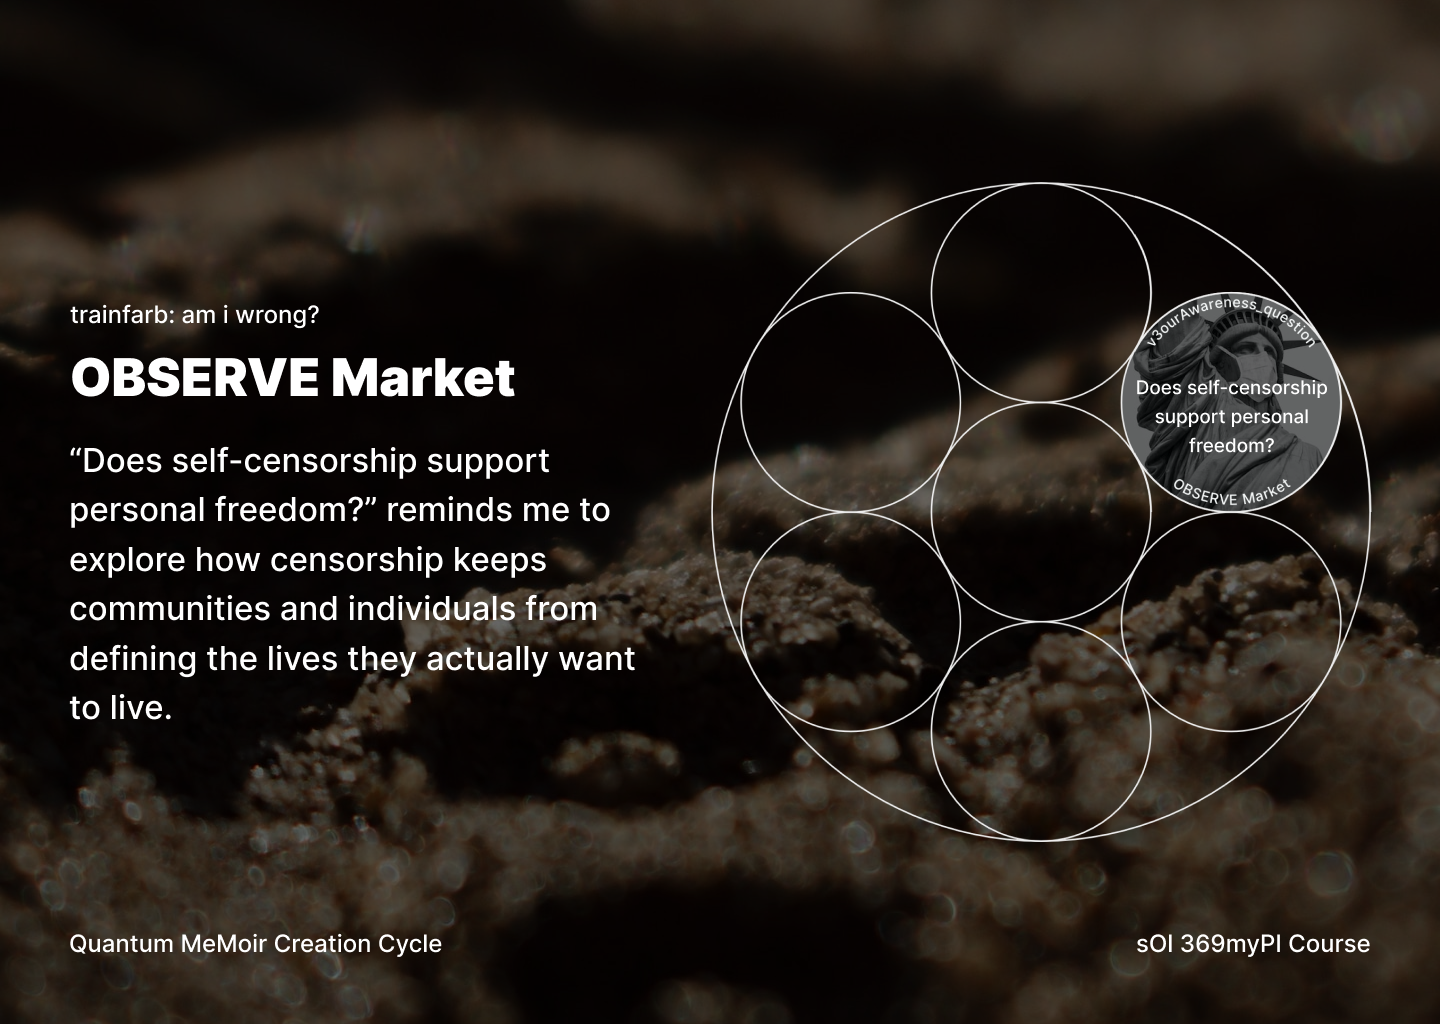 trainfarb: am i wrong?
OBSERVE Market
“Does self-censorship support
personal freedom?” reminds me to
explore how censorship keeps
communities and individuals from
defining the lives they actually want
to live.
v3ourAwareness_question
Does self-censorship
support personal
freedom?
OBSERVE Market
Quantum MeMoir Creation Cycle
sOI 369myPI Course